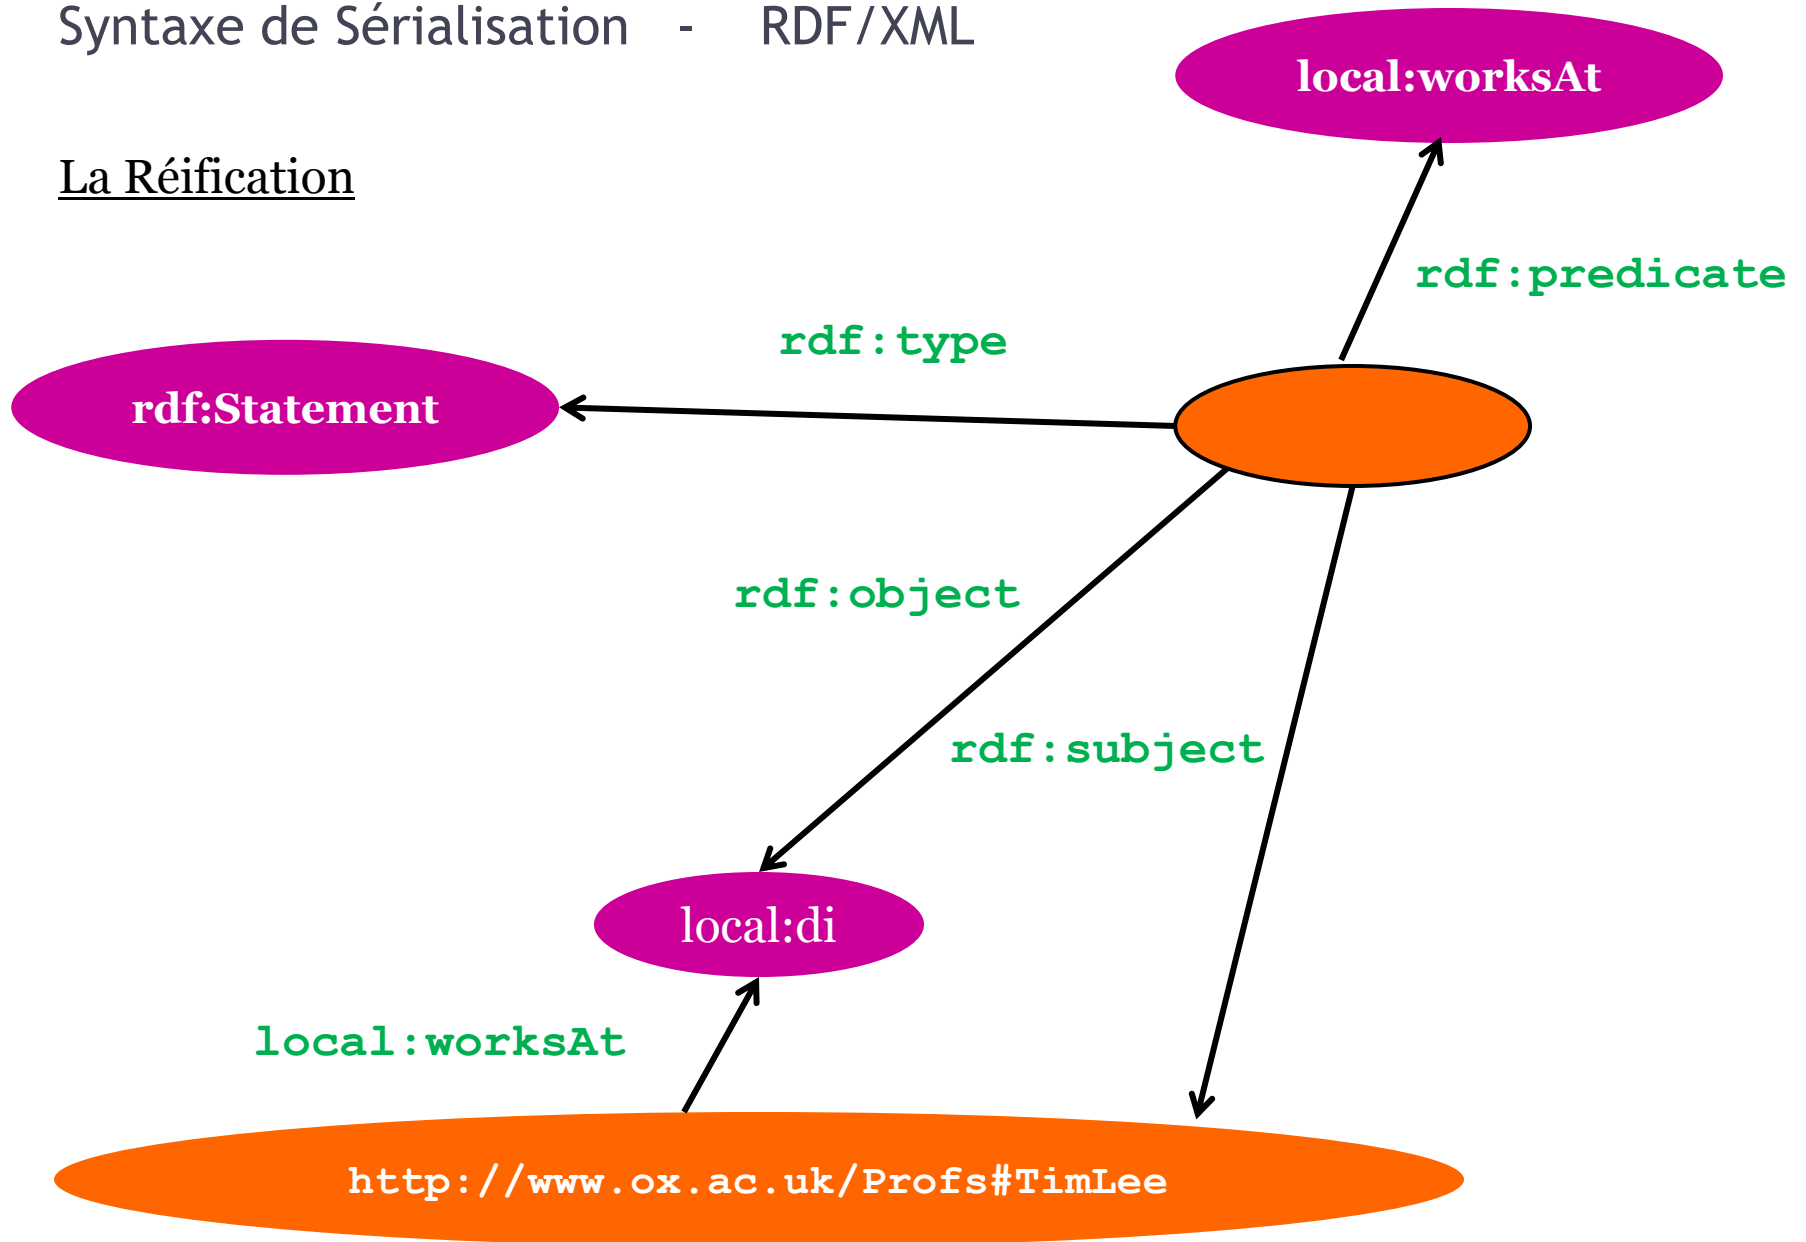 Syntaxe de Sérialisation - RDF/XML
local:worksAt
La Réification
rdf:predicate
rdf:type
rdf:Statement
rdf:object
rdf:subject
local:di
local:worksAt
http://www.ox.ac.uk/Profs#TimLee